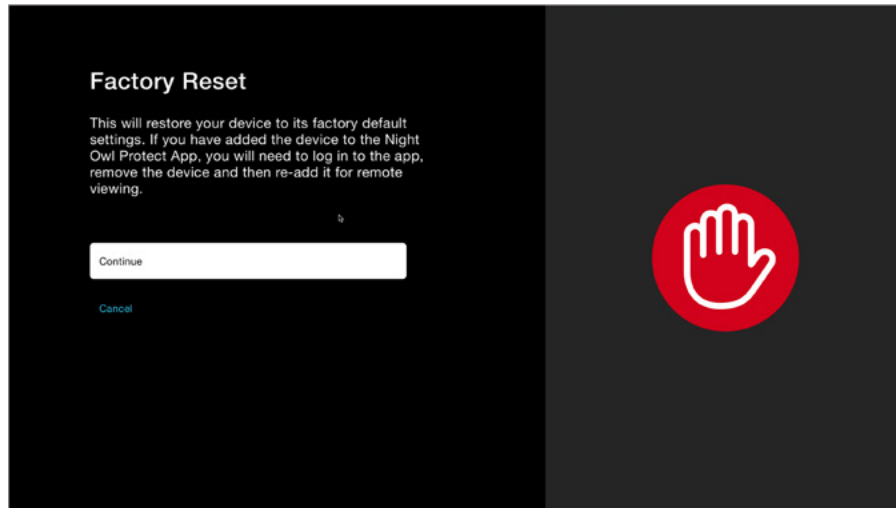 Factory Reset
This will restore your device to its factory default
settings. If you have added the device to the Night
Owl Protect App, you will need to log in to the app,
remove the device and then re-add it for remote
viewing.
Continue
Cancel